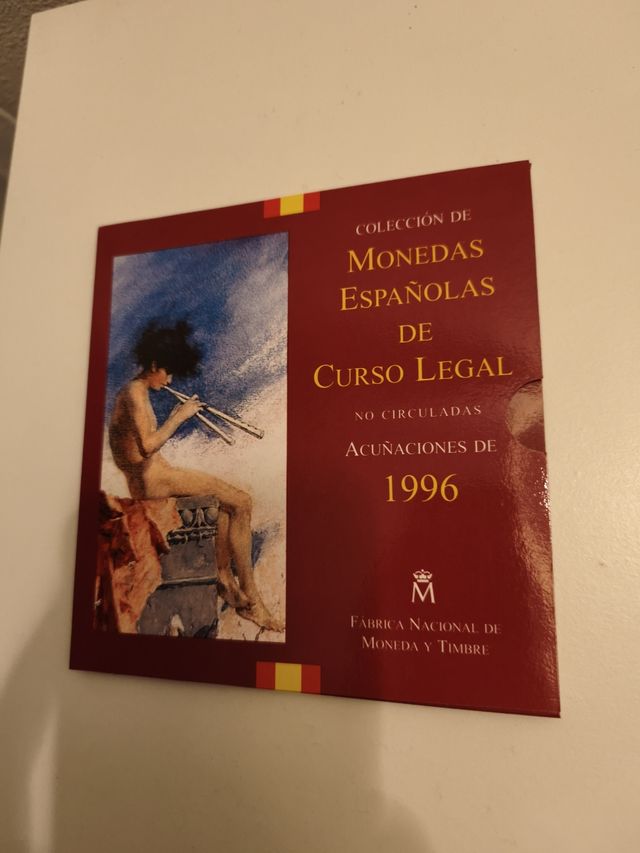 COLECCIÓN DE
MONEDAS
ESPAÑOLAS
DE
CURSO LEGAL
NO CIRCULADAS
ACUÑACIONES DE
1996
M
FÁBRICA NACIONAL DE
MONEDA Y TIMBRE